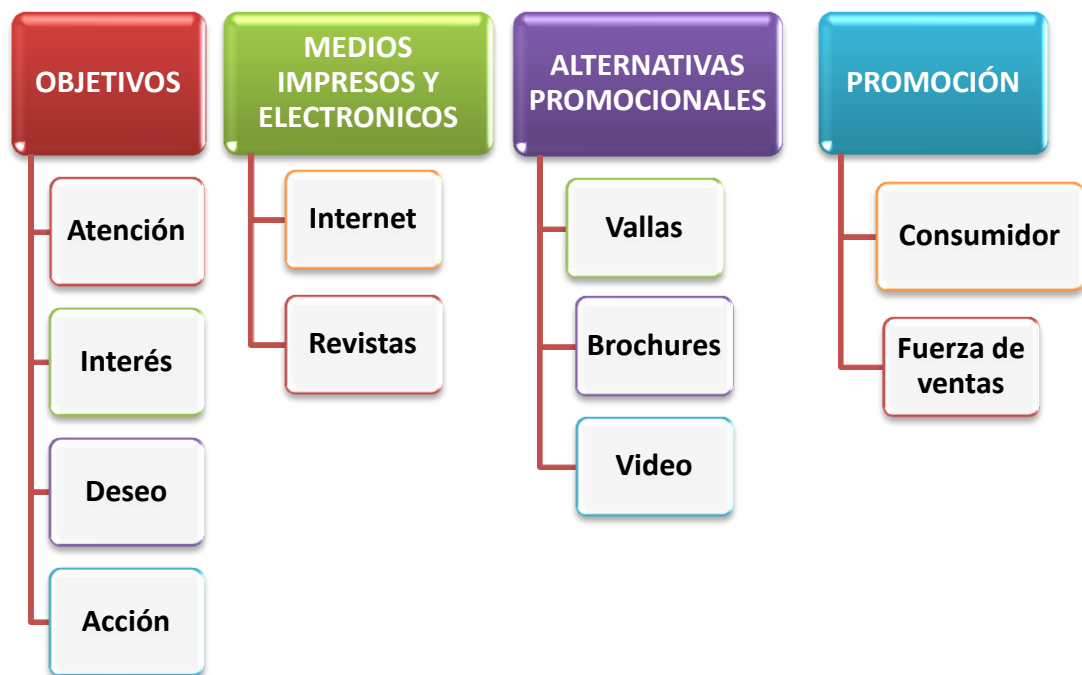 OBJETIVOS
Atención
Interés
Deseo
Acción
MEDIOS
IMPRESOS Y
ELECTRONICOS
Internet
Revistas
ALTERNATIVAS
PROMOCIONALES
Vallas
Brochures
Video
PROMOCIÓN
Consumidor
Fuerza de
ventas